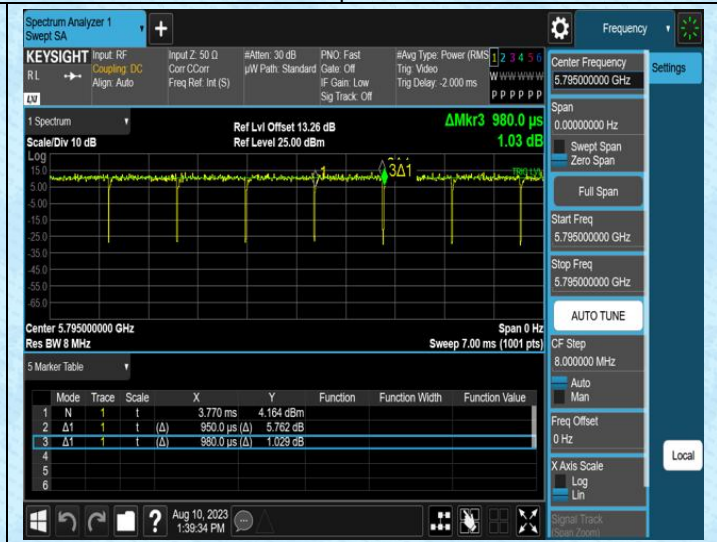 Spectrum Analyzer 1
Swept SA
+
Frequency
KEYSIGHT Input: RF Input Z: 50 Ω #Atten: 30 dB PNO: Fast #Avg Type: Power (RMS 1 2 3 4 5 6
RL Coupling: DC Corr CCorr µW Path: Standard Gate: Off Trig: Video
Align: Auto Freq Ref: Int (S) IF Gain: Low Trig Delay: -2.000 ms W W W W W W
LXI Sig Track: Off P P P P P P
1 Spectrum
Ref Lvl Offset 13.26 dB
ΔMkr3 980.0 µs
Scale/Div 10 dB
Ref Level 25.00 dBm
1.03 dB
Log
15.0
5.00
-5.00
-15.0
-25.0
-35.0
-45.0
-55.0
-65.0
1
3Δ1
Center 5.795000000 GHz
Span 0 Hz
Res BW 8 MHz
Sweep 7.00 ms (1001 pts)
5 Marker Table
Mode Trace Scale X Y Function Function Width Function Value
1 N 1 t 3.770 ms 4.164 dBm
2 Δ1 1 t (Δ) 950.0 µs (Δ) 5.762 dB
3 Δ1 1 t (Δ) 980.0 µs (Δ) 1.029 dB
4
5
6
Aug 10, 2023
1:39:34 PM
?
Center Frequency
5.795000000 GHz
Settings
Span
0.00000000 Hz
Swept Span
Zero Span
Full Span
Start Freq
5.795000000 GHz
Stop Freq
5.795000000 GHz
AUTO TUNE
CF Step
8.000000 MHz
Auto
Man
Freq Offset
0 Hz
Local
X Axis Scale
Log
Lin
Signal Track
(Span Zoom)